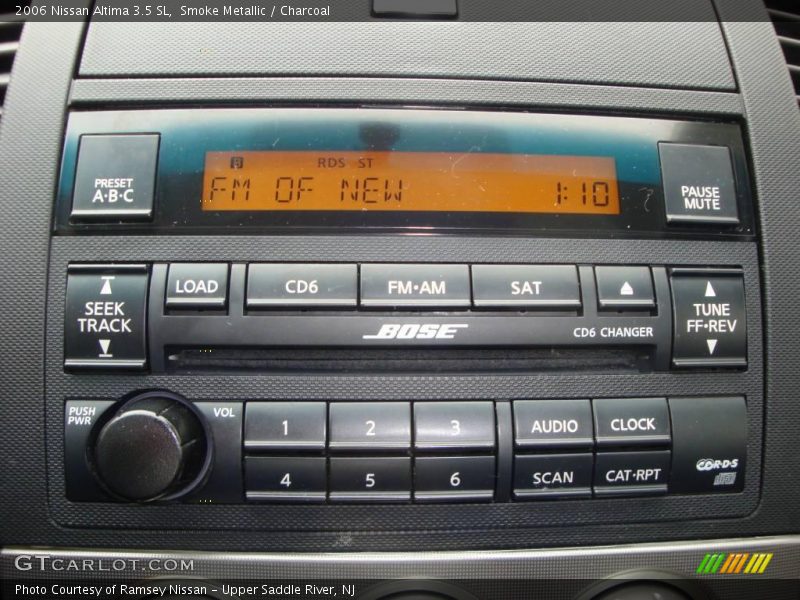 2006 Nissan Altima 3.5 SL, Smoke Metallic / Charcoal
B RDS ST
FM OF NEW 1:10
PRESET
A·B·C
PAUSE
MUTE
SEEK
TRACK
LOAD
CD6
FM·AM
SAT
TUNE
FF·REV
BOSE
CD6 CHANGER
PUSH
PWR
VOL
1
2
3
AUDIO
CLOCK
4
5
6
SCAN
CAT·RPT
R·D·S
GTCARLOT.COM
Photo Courtesy of Ramsey Nissan - Upper Saddle River, NJ